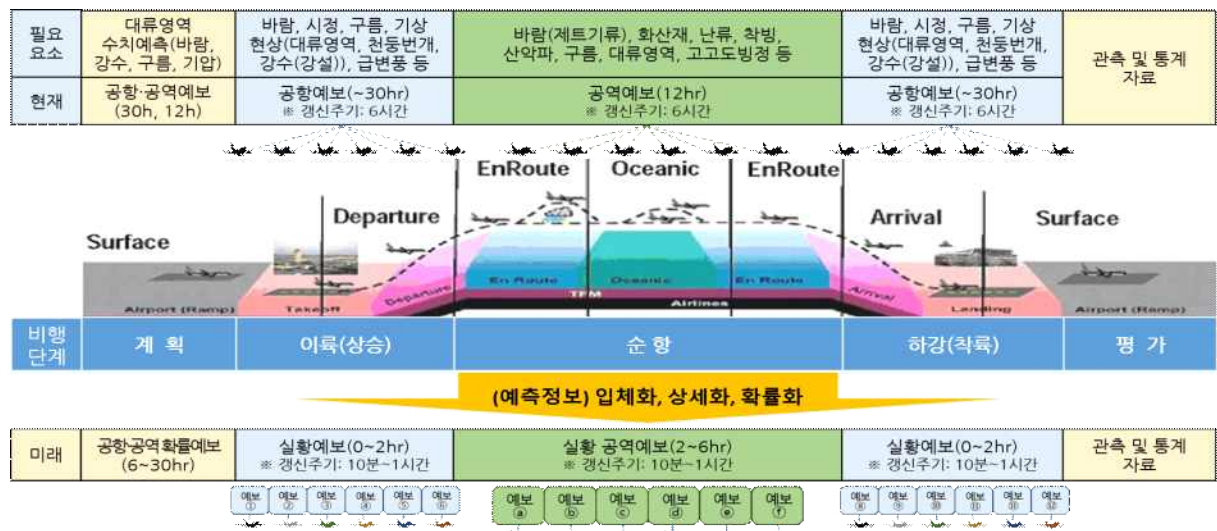 필요
요소
대류영역
수치예측(바람,
강수, 구름, 기압)
바람, 시정, 구름, 기상
현상(대류영역, 천둥번개,
강수(강설)), 급변풍 등
바람(제트기류), 화산재, 난류, 착빙,
산악파, 구름, 대류영역, 고고도빙정 등
바람, 시정, 구름, 기상
현상(대류영역, 천둥번개,
강수(강설)), 급변풍 등
관측 및 통계
자료
현재
공항·공역예보
(30h, 12h)
공항예보(~30hr)
※ 갱신주기: 6시간
공역예보(12hr)
※ 갱신주기: 6시간
공항예보(~30hr)
※ 갱신주기: 6시간
EnRoute
Oceanic
EnRoute
Departure
Arrival
Surface
Surface
En Route
Oceanic
En Route
Departure
TFM
Airlines
Arrival
Airport (Ramp)
Takeoff
Landing
Airport (Ramp)
비행
단계
계 획
이륙(상승)
순 항
하강(착륙)
평 가
(예측정보) 입체화, 상세화, 확률화
미래
공항·공역 확률예보
(6~30hr)
실황예보(0~2hr)
※ 갱신주기: 10분~1시간
실황 공역예보(2~6hr)
※ 갱신주기: 10분~1시간
실황예보(0~2hr)
※ 갱신주기: 10분~1시간
관측 및 통계
자료
예보 ①
예보 ②
예보 ③
예보 ④
예보 ⑤
예보 ⑥
예보 ⓐ
예보 ⓑ
예보 ⓒ
예보 ⓓ
예보 ⓔ
예보 ⓕ
예보 ⑧
예보 ⑨
예보 ⑩
예보 ⑪
예보
예보 ⑫